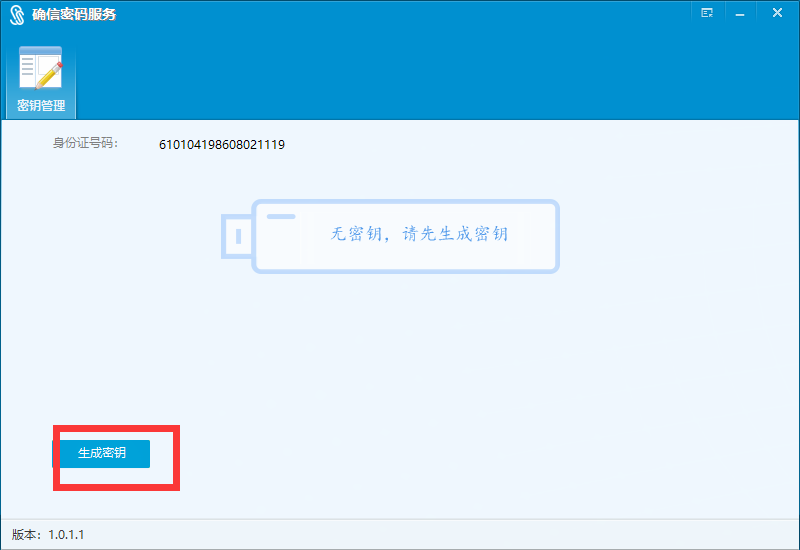 确信密码服务
密钥管理
身份证号码：
610104198608021119
无密钥，请先生成密钥
生成密钥
版本：1.0.1.1